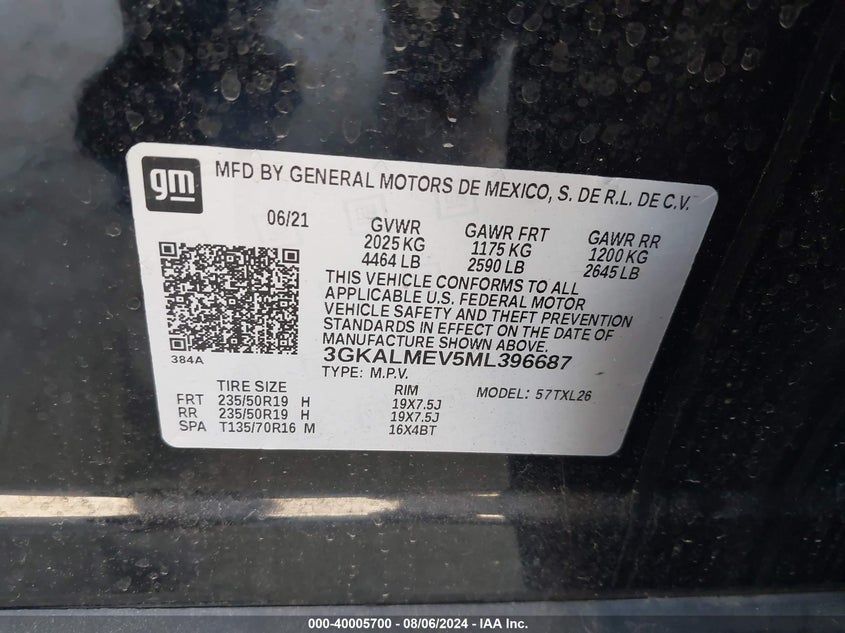 gm
MFD BY GENERAL MOTORS DE MEXICO, S. DE R.L. DE C.V.
06/21 GVWR GAWR FRT GAWR RR
2025 KG 1175 KG 1200 KG
4464 LB 2590 LB 2645 LB
THIS VEHICLE CONFORMS TO ALL
APPLICABLE U.S. FEDERAL MOTOR
VEHICLE SAFETY AND THEFT PREVENTION
STANDARDS IN EFFECT ON THE DATE OF
MANUFACTURE SHOWN ABOVE.
384A
3GKALMEV5ML396687
TYPE: M.P.V.
TIRE SIZE RIM MODEL: 57TXL26
FRT 235/50R19 H 19X7.5J
RR 235/50R19 H 19X7.5J
SPA T135/70R16 M 16X4BT
000-40005700 - 08/06/2024 - IAA Inc.